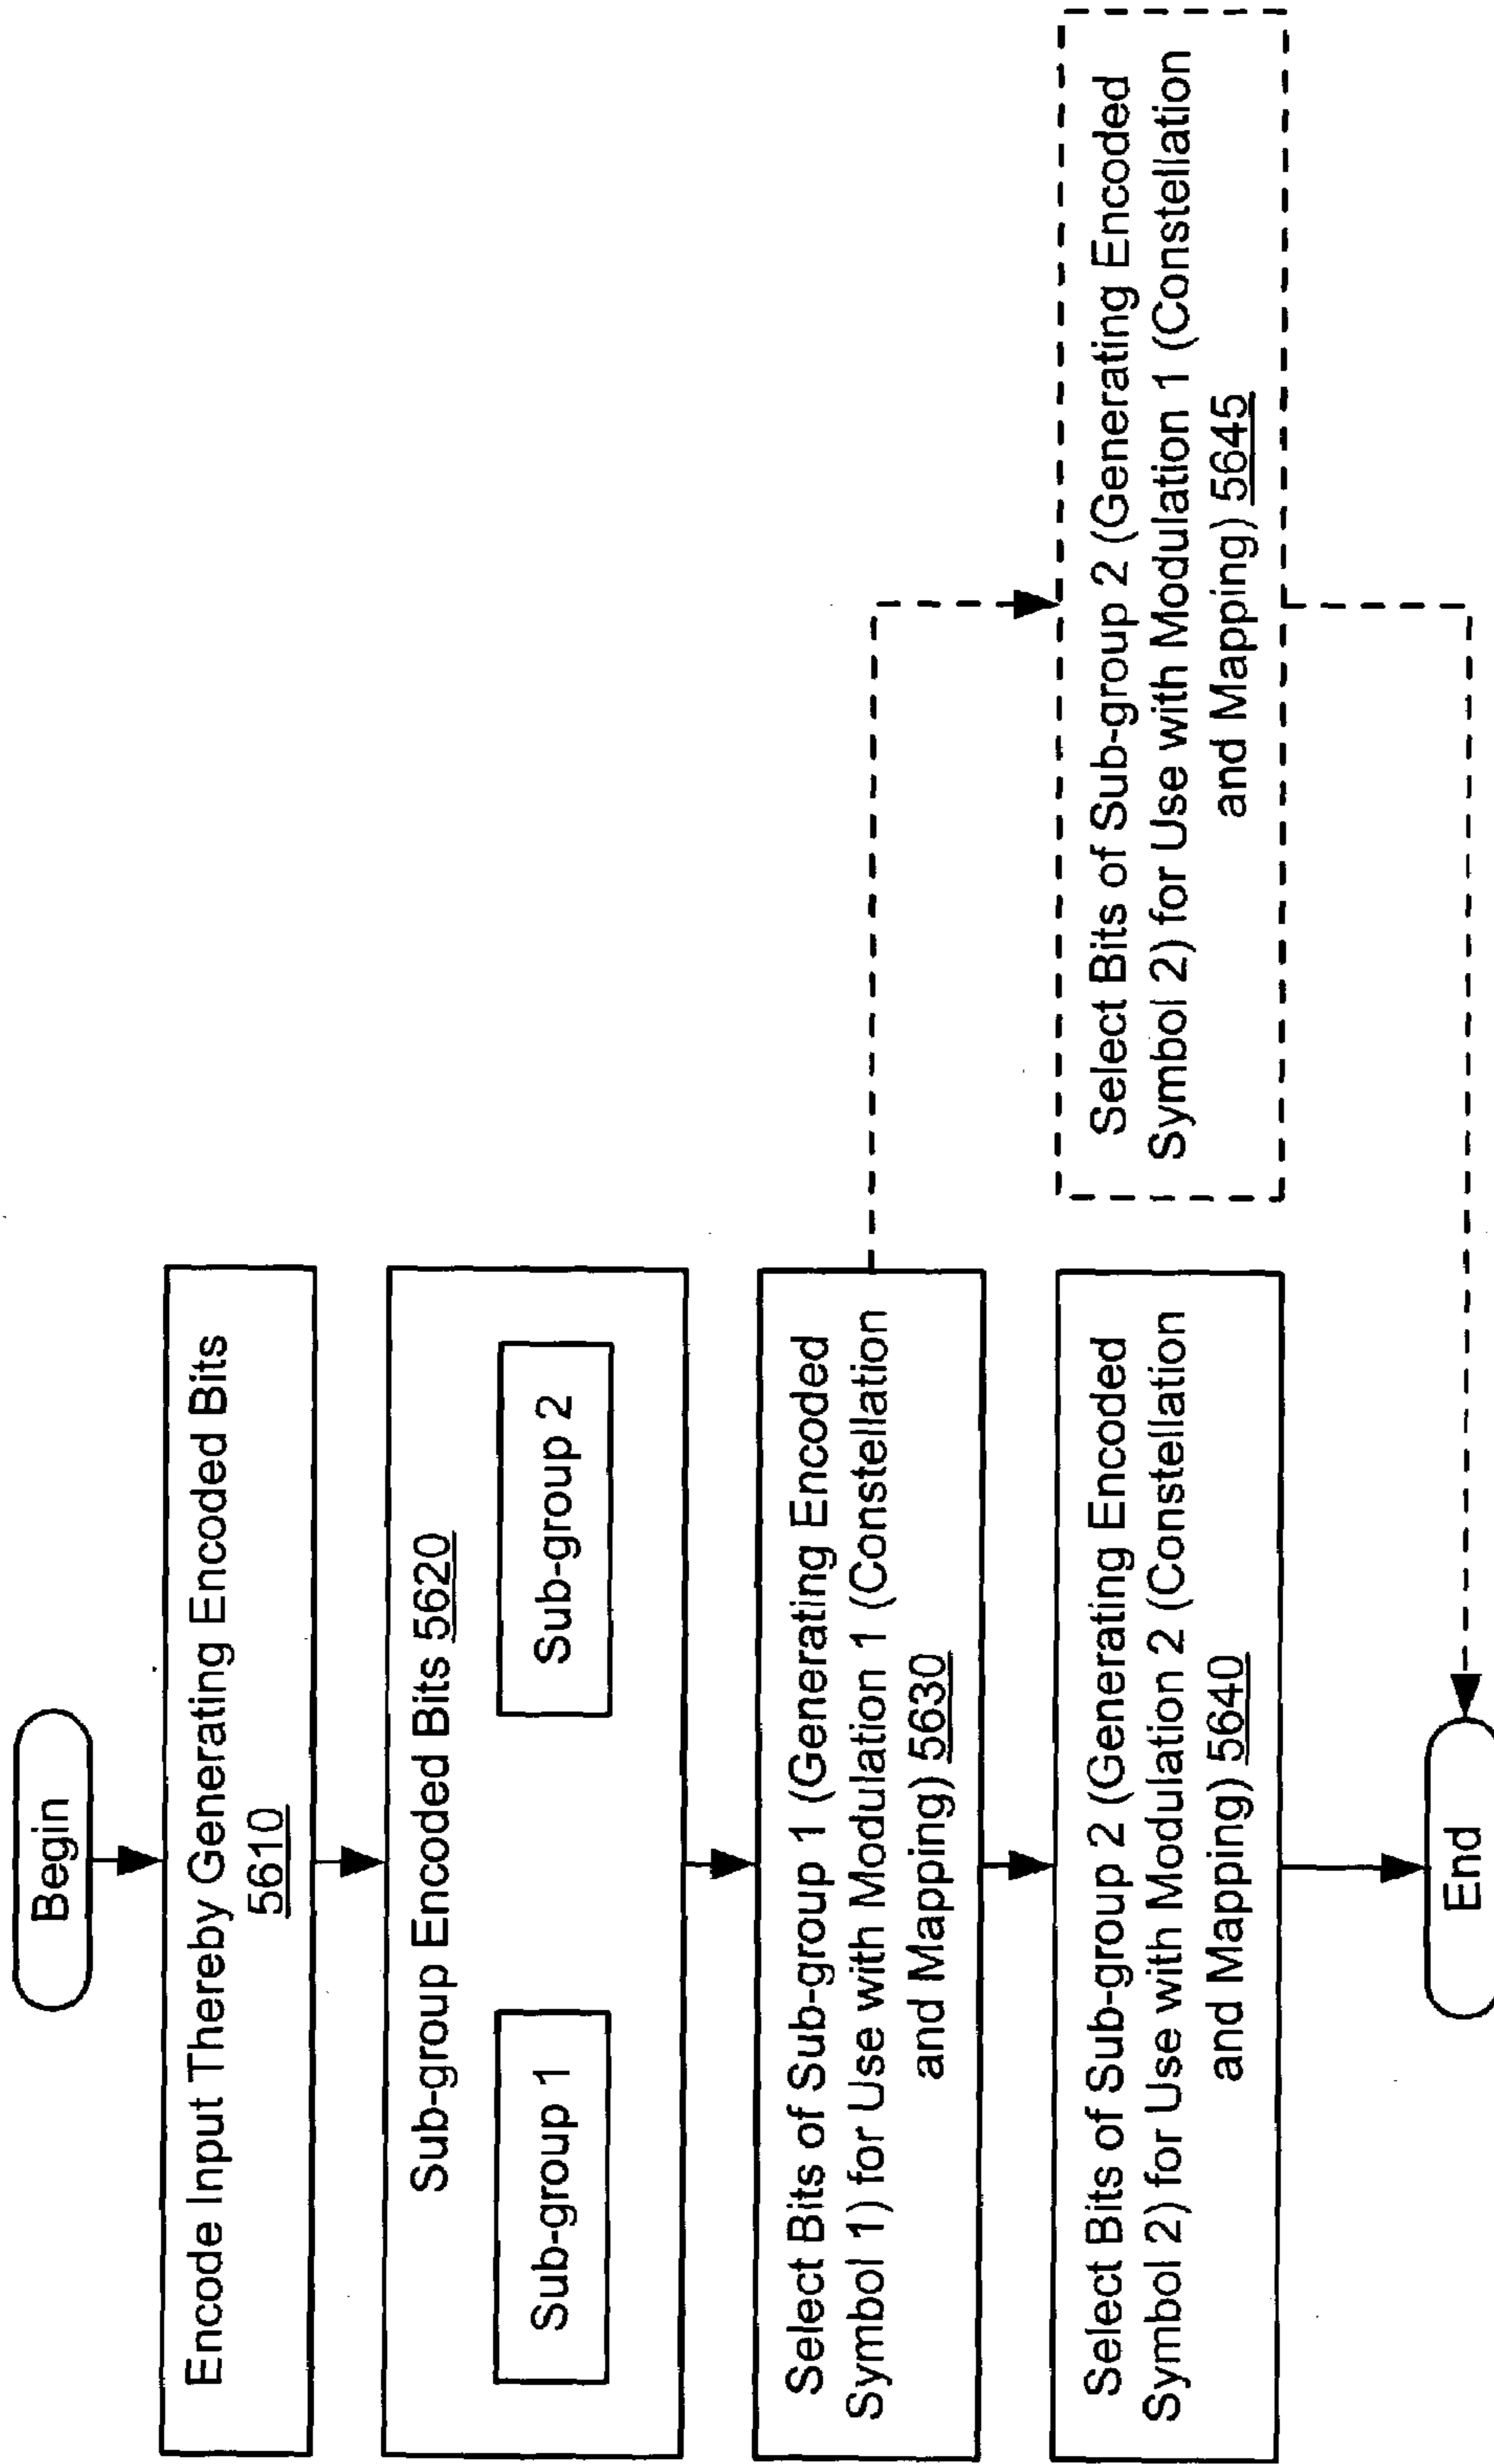 Begin
Encode Input Thereby Generating Encoded Bits
5610
Sub-group Encoded Bits 5620
Sub-group 1
Sub-group 2
Select Bits of Sub-group 1 (Generating Encoded
Symbol 1) for Use with Modulation 1 (Constellation
and Mapping) 5630
Select Bits of Sub-group 2 (Generating Encoded
Symbol 2) for Use with Modulation 2 (Constellation
and Mapping) 5640
Select Bits of Sub-group 2 (Generating Encoded
Symbol 2) for Use with Modulation 1 (Constellation
and Mapping) 5645
End